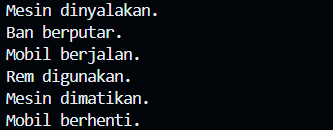 Mesin dinyalakan.
Ban berputar.
Mobil berjalan.
Rem digunakan.
Mesin dimatikan.
Mobil berhenti.